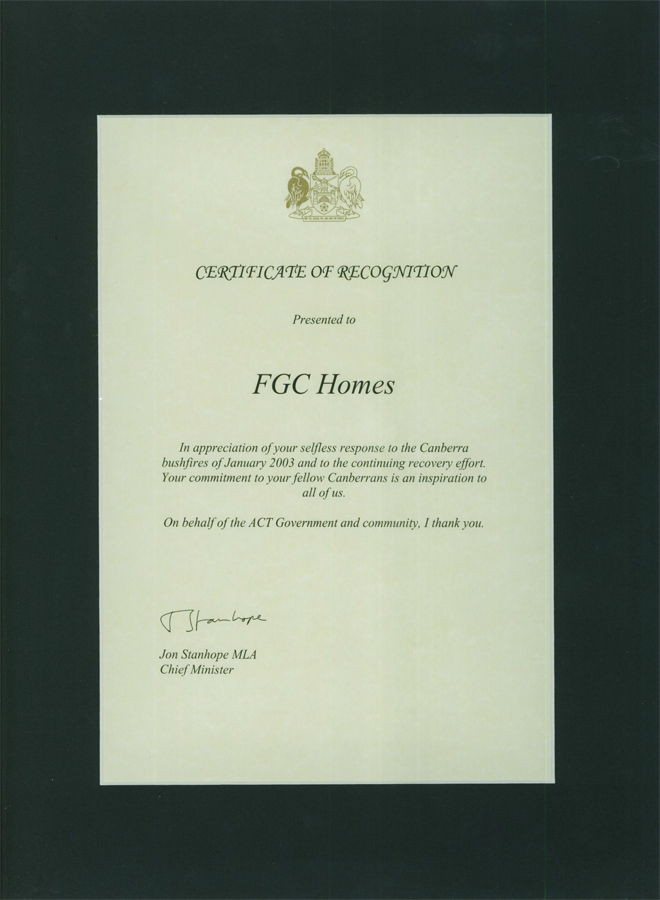 CERTIFICATE OF RECOGNITION
Presented to
FGC Homes
In appreciation of your selfless response to the Canberra
bushfires of January 2003 and to the continuing recovery effort.
Your commitment to your fellow Canberrans is an inspiration to
all of us.
On behalf of the ACT Government and community, I thank you.
J Stanhope
Jon Stanhope MLA
Chief Minister